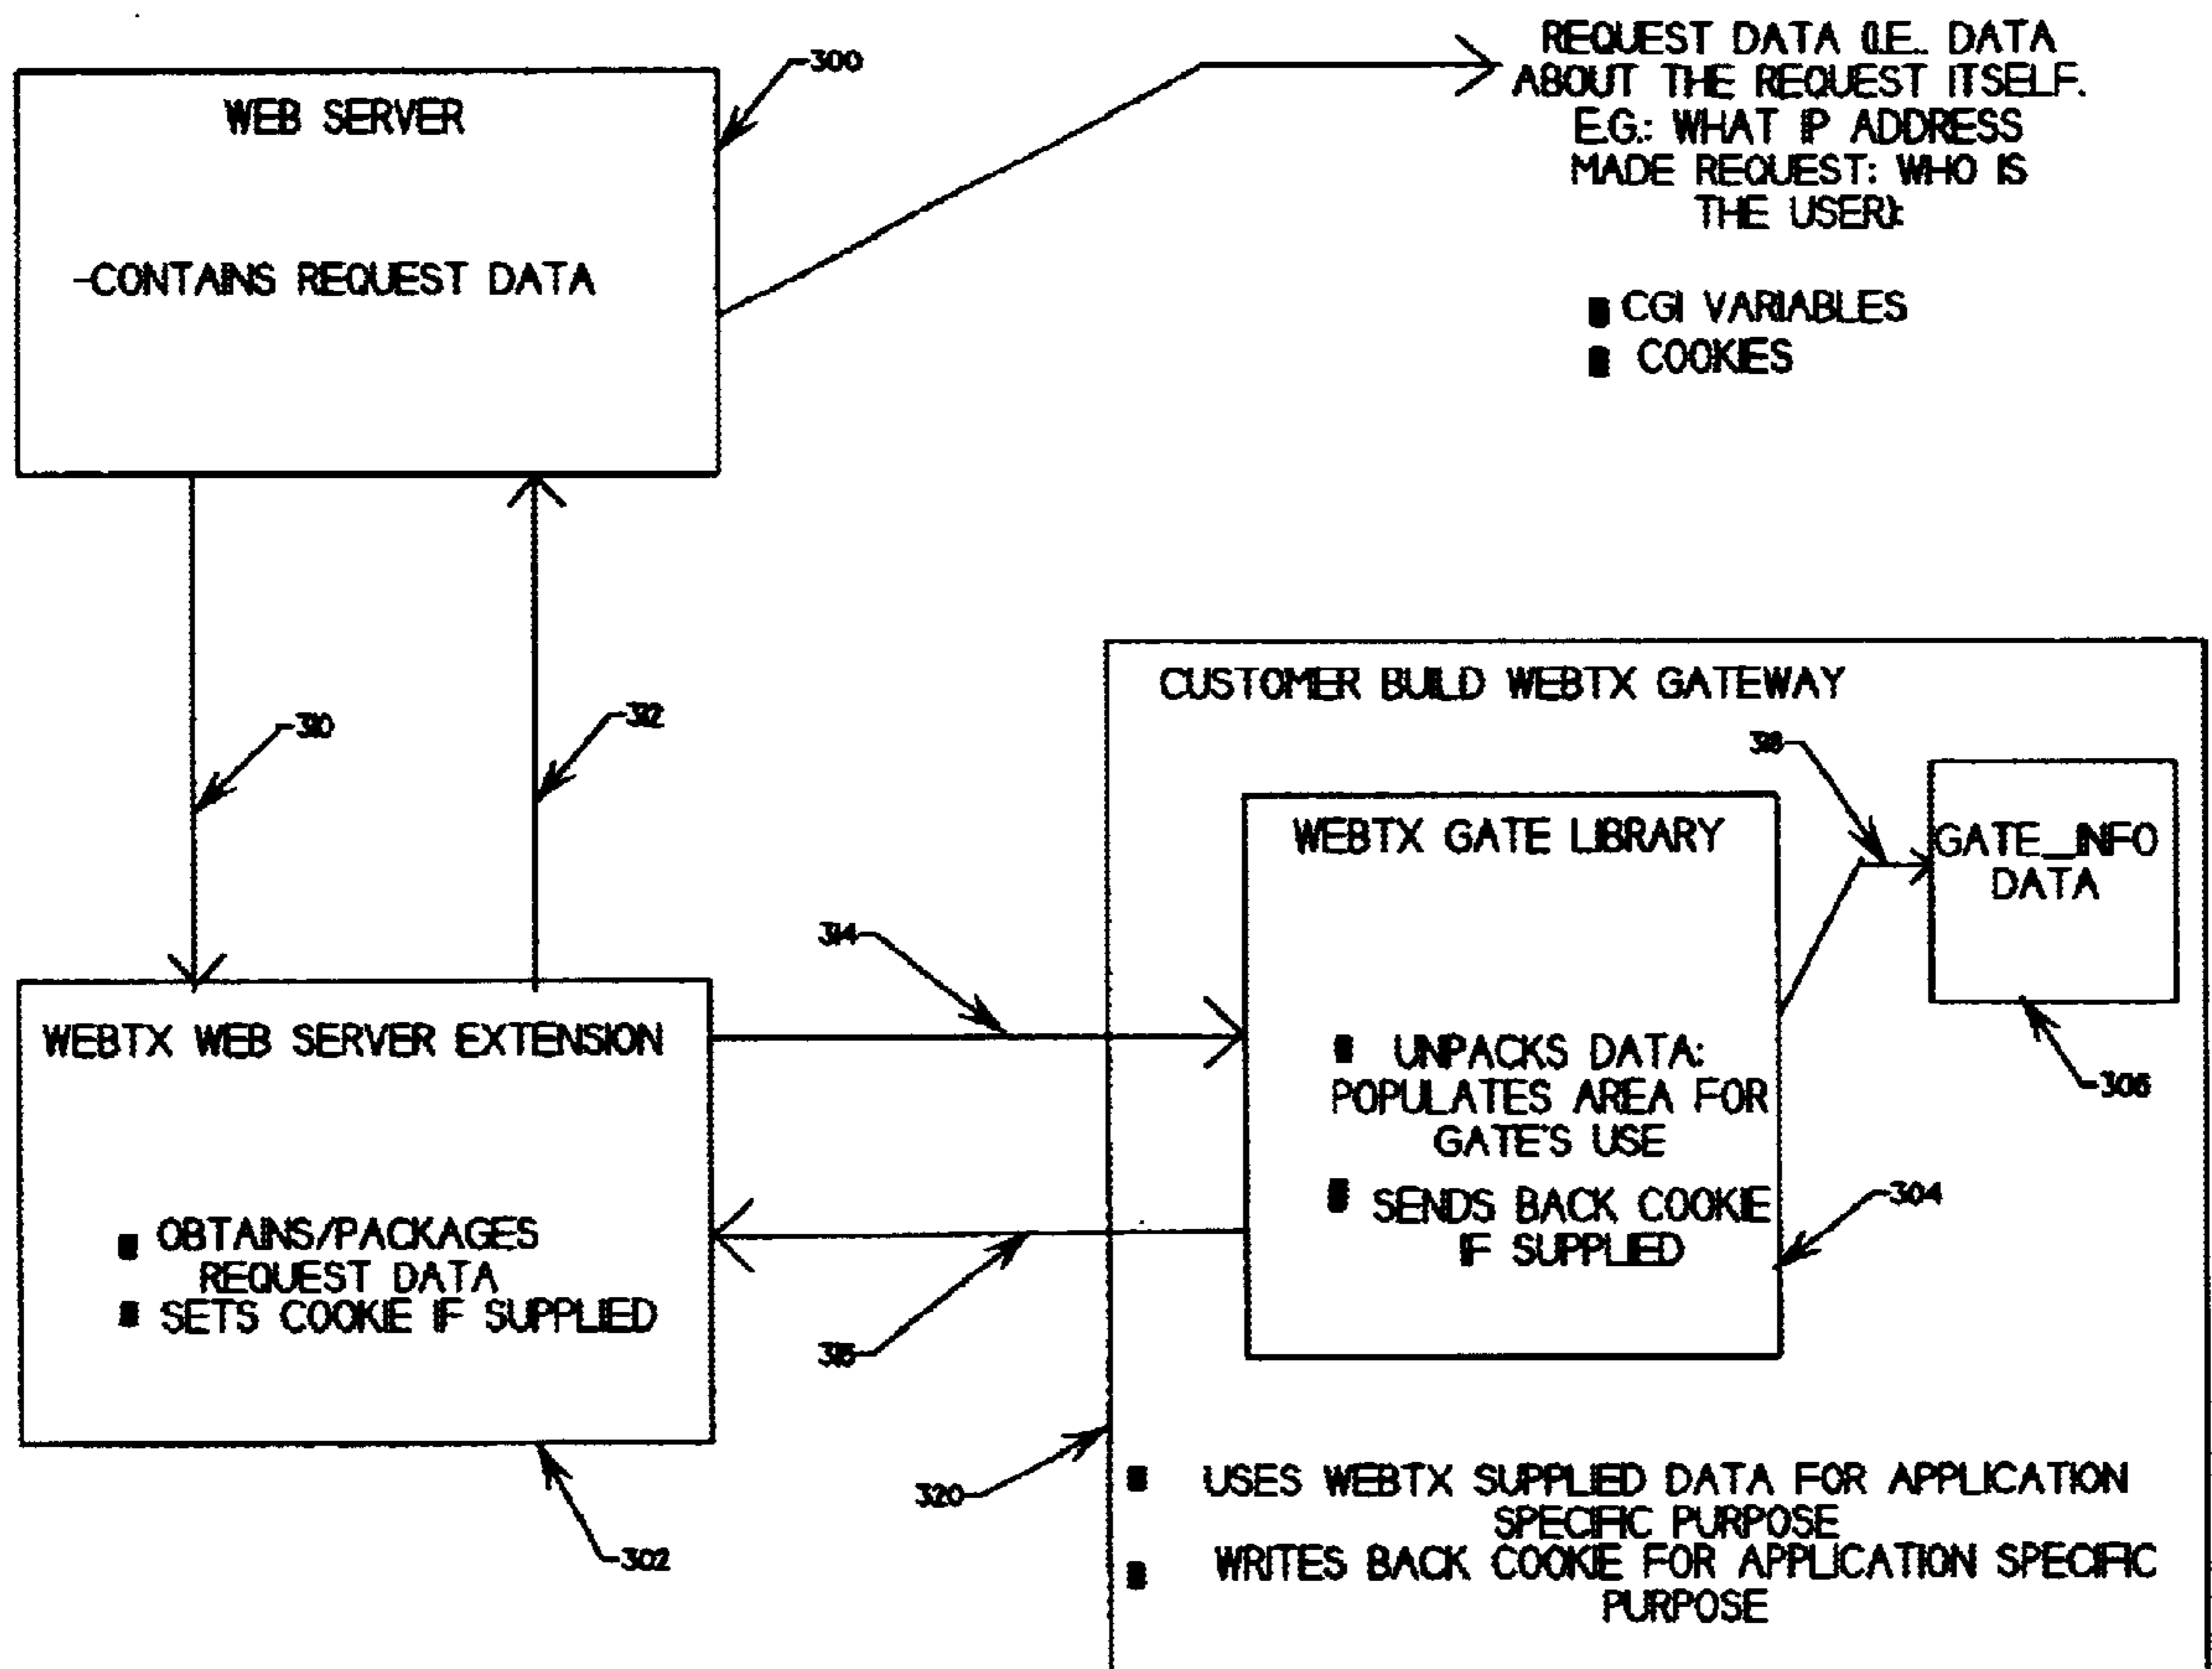 300
WEB SERVER
-CONTAINS REQUEST DATA
REQUEST DATA (I.E.. DATA
ABOUT THE REQUEST ITSELF.
E.G.: WHAT IP ADDRESS
MADE REQUEST: WHO IS
THE USER):
■ CGI VARIABLES
■ COOKIES
310
312
CUSTOMER BUILD WEBTX GATEWAY
318
WEBTX GATE LIBRARY
GATE_INFO
DATA
306
314
■ UNPACKS DATA:
POPULATES AREA FOR
GATE'S USE
■ SENDS BACK COOKIE
IF SUPPLIED
304
WEBTX WEB SERVER EXTENSION
■ OBTAINS/PACKAGES
REQUEST DATA
■ SETS COOKIE IF SUPPLIED
302
320
■ USES WEBTX SUPPLIED DATA FOR APPLICATION
SPECIFIC PURPOSE
■ WRITES BACK COOKIE FOR APPLICATION SPECIFIC
PURPOSE